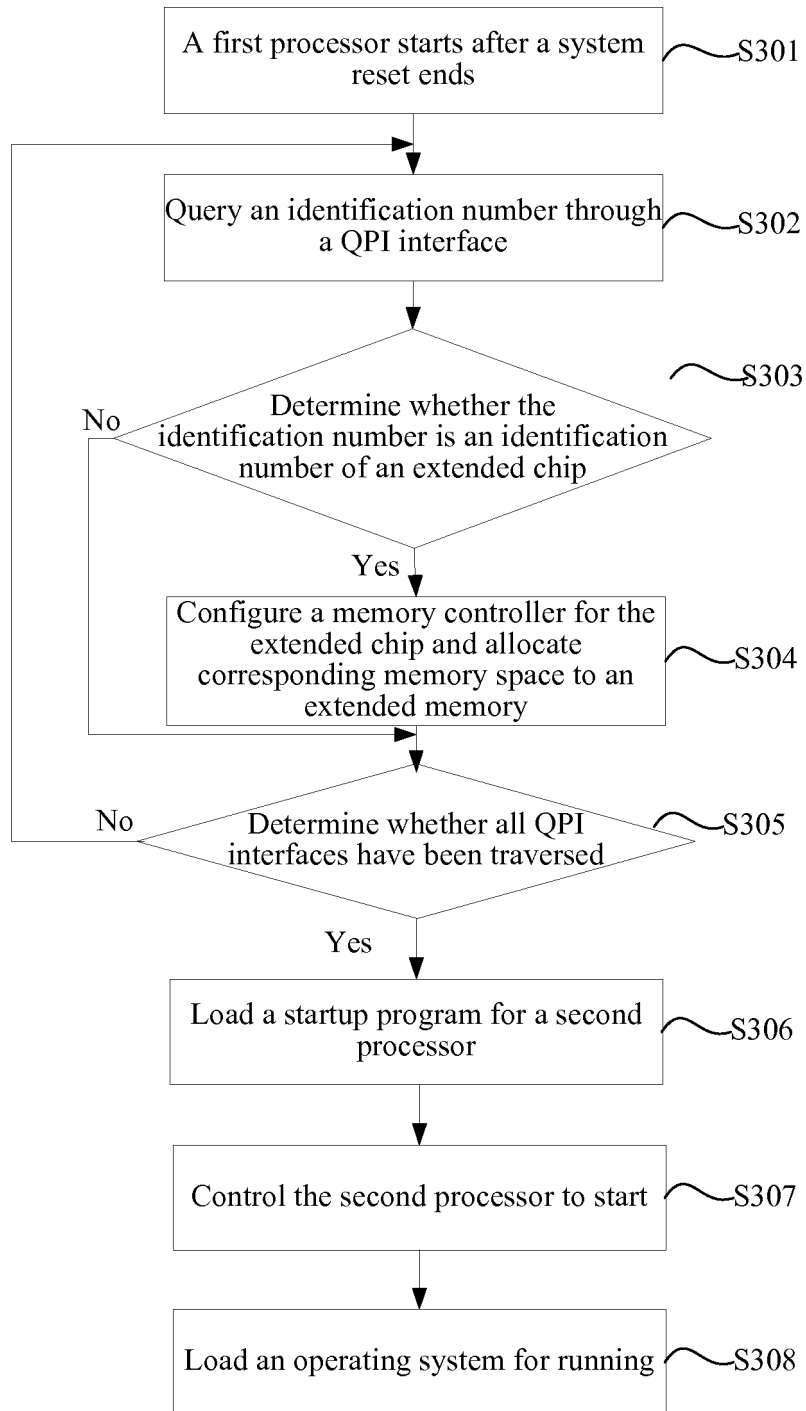 A first processor starts after a system
reset ends
S301
Query an identification number through
a QPI interface
S302
S303
Determine whether the
identification number is an identification
number of an extended chip
No
Yes
Configure a memory controller for the
extended chip and allocate
corresponding memory space to an
extended memory
S304
Determine whether all QPI
interfaces have been traversed
S305
No
Yes
Load a startup program for a second
processor
S306
Control the second processor to start
S307
Load an operating system for running
S308